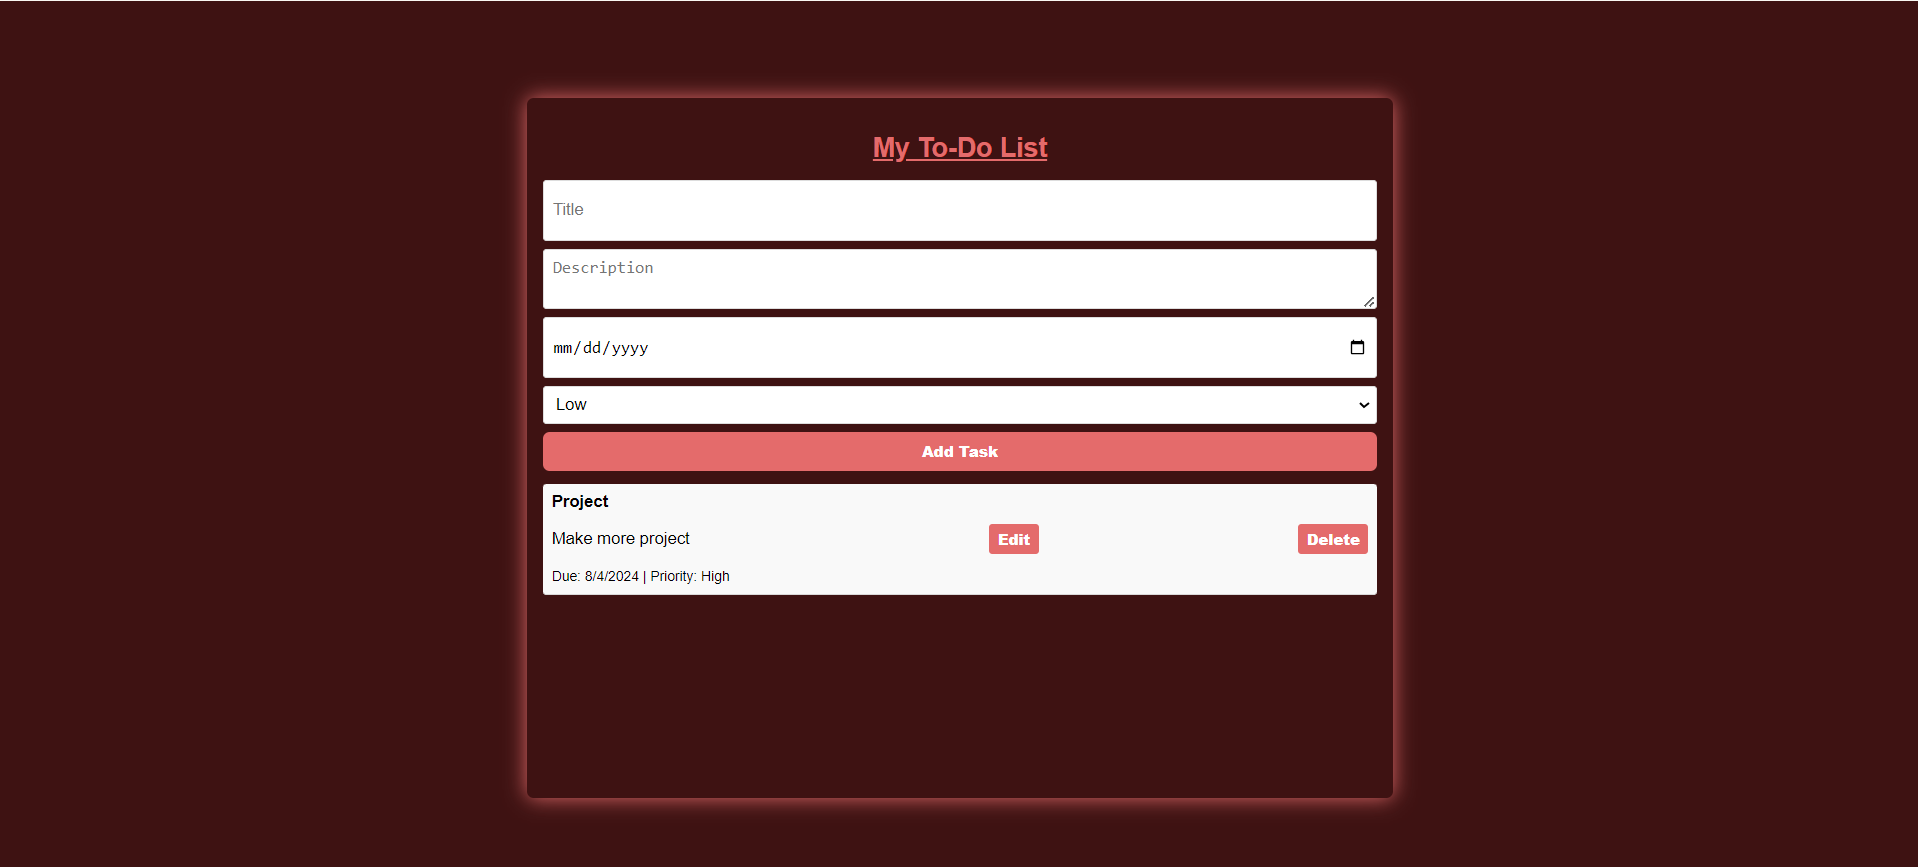 My To-Do List
Title
Description
mm/dd/yyyy
Low
Add Task
Project
Make more project
Edit
Delete
Due: 8/4/2024 | Priority: High